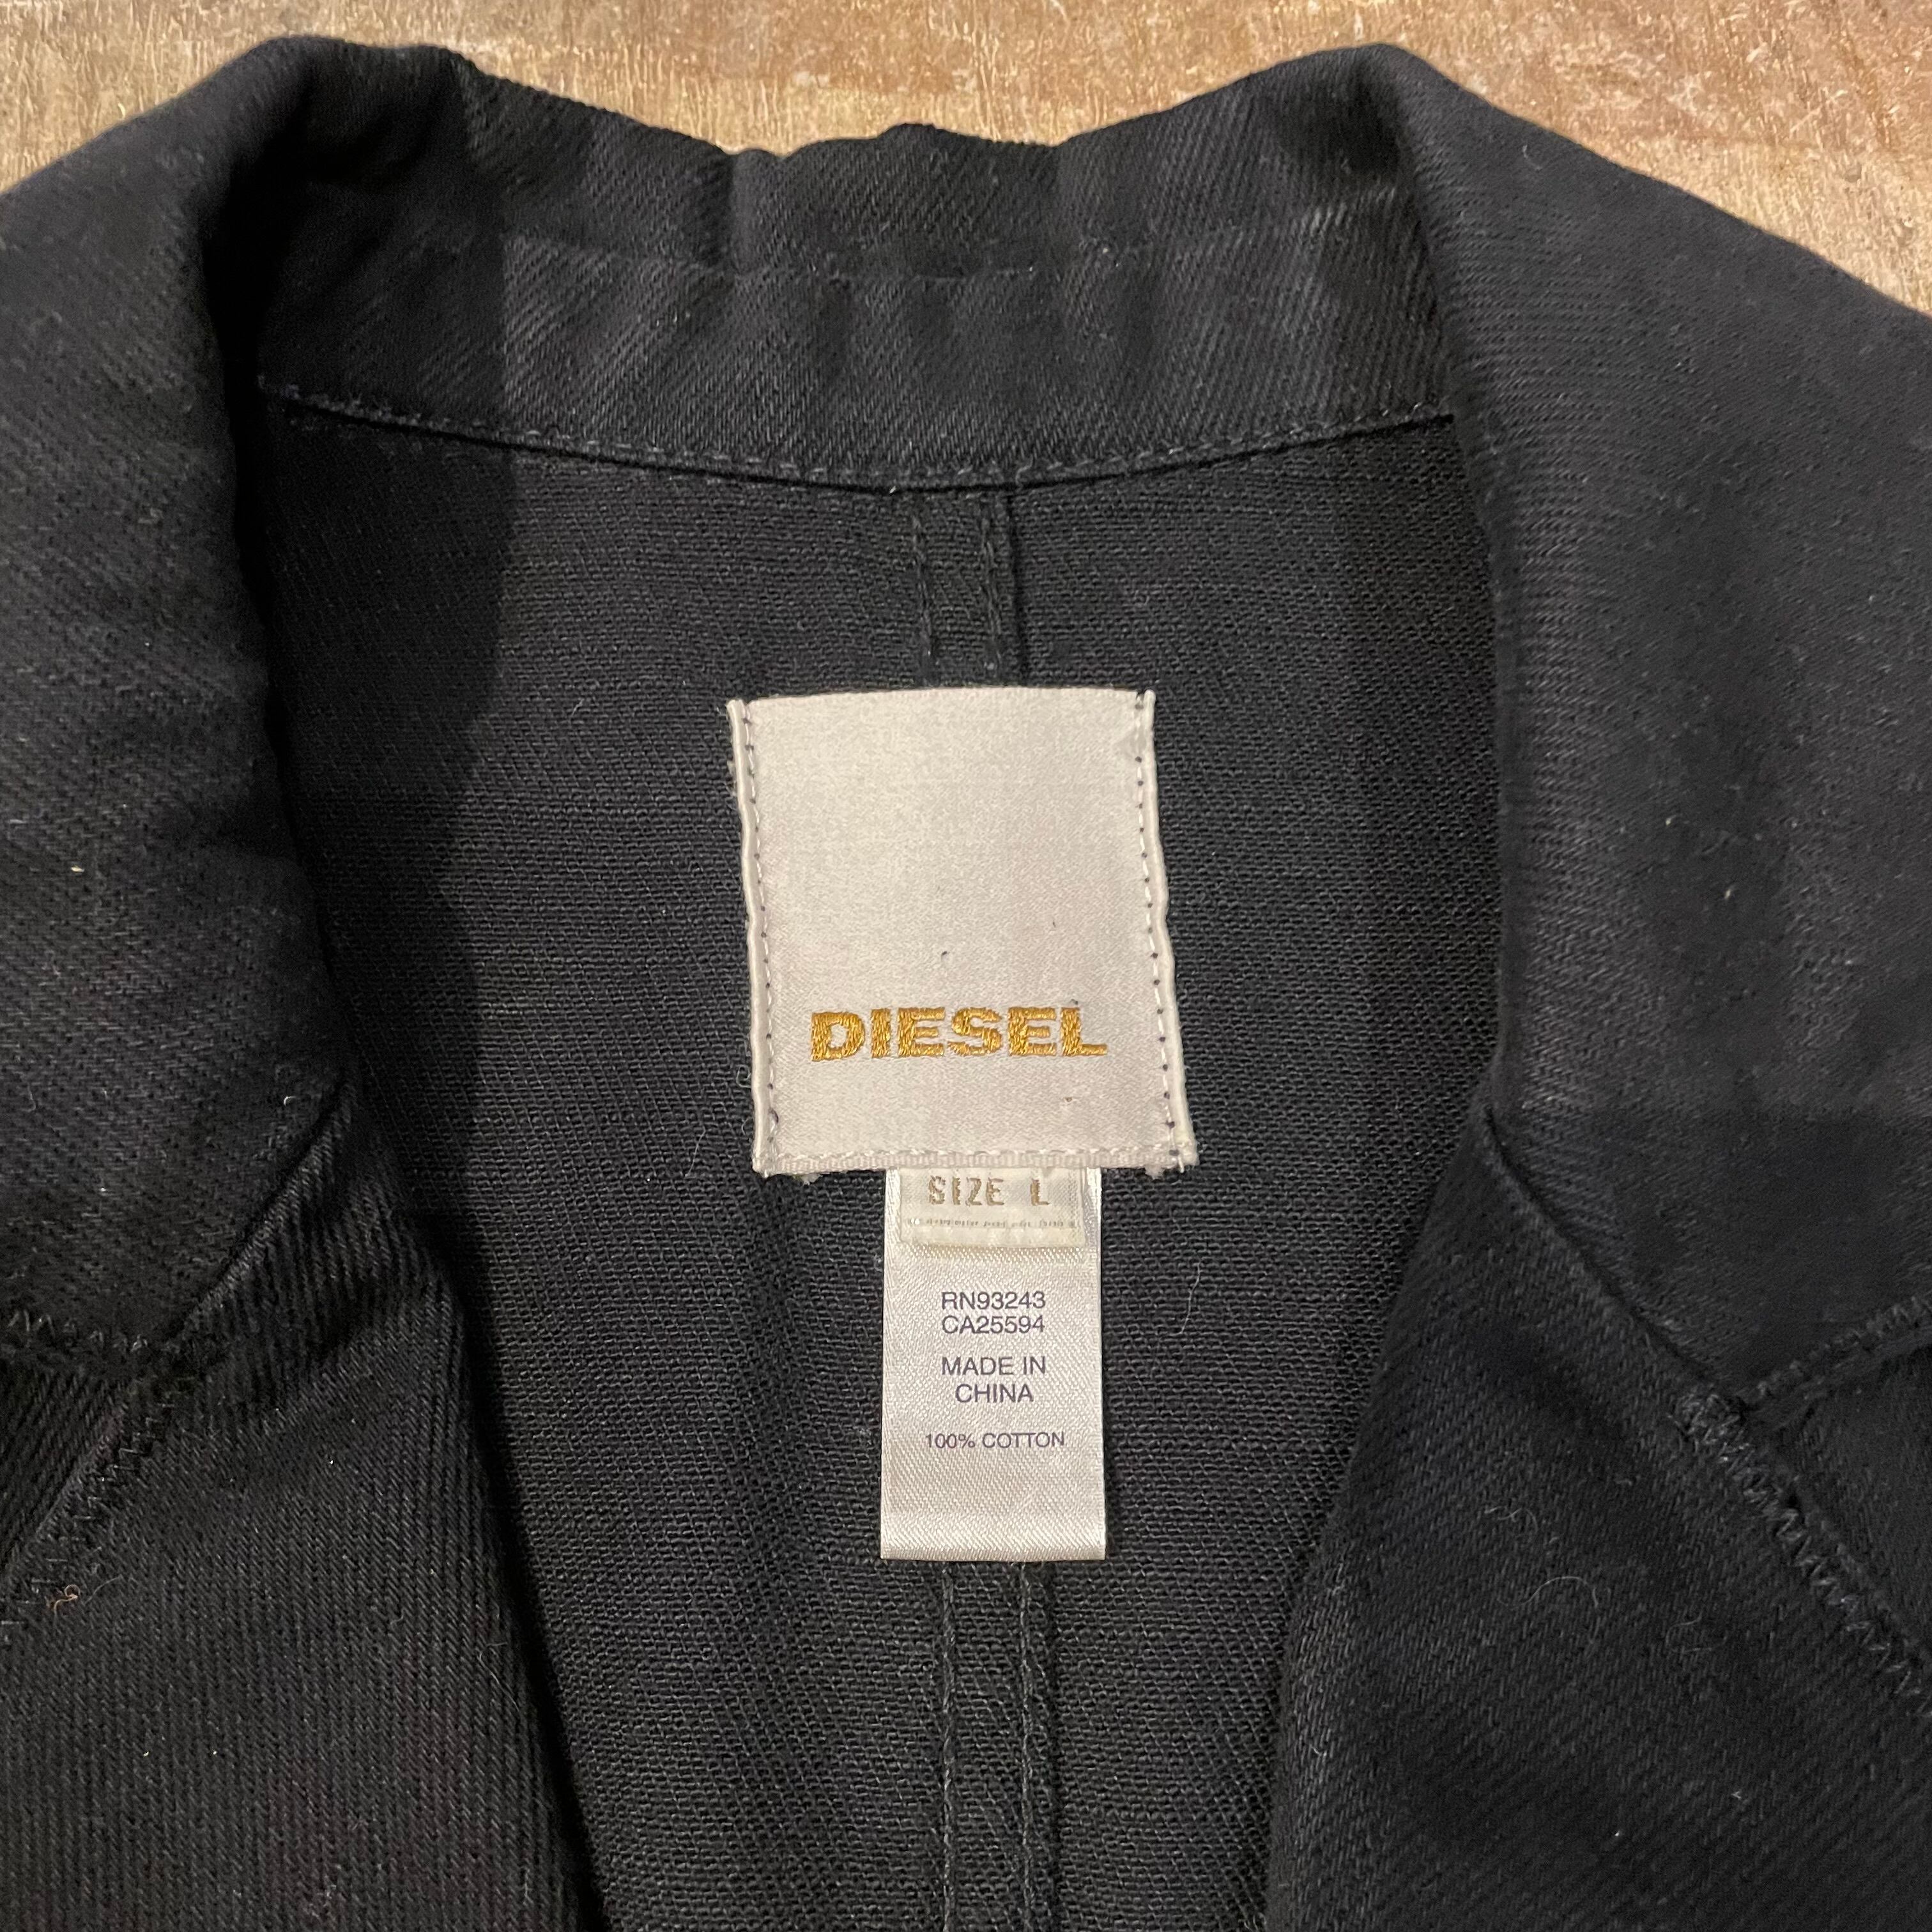 DIESEL
SIZE L
RN93243
CA25594
MADE IN
CHINA
100% COTTON